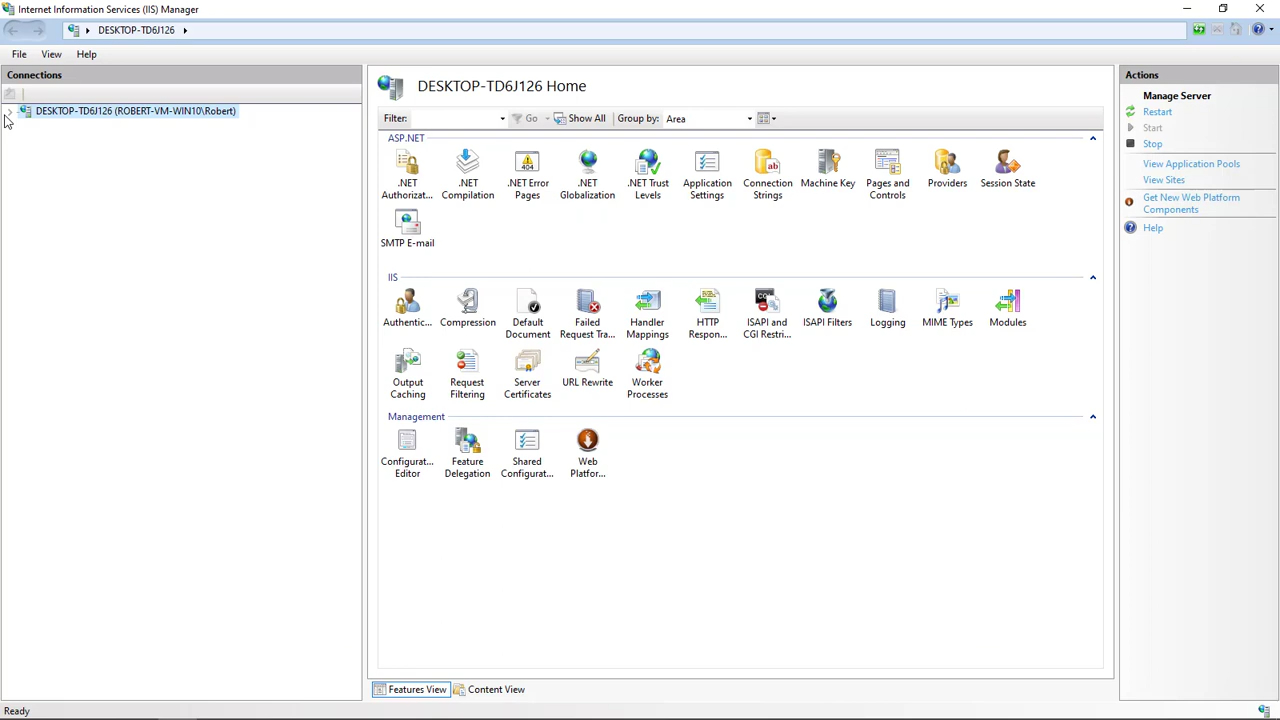 Internet Information Services (IIS) Manager
DESKTOP-TD6J126
File View Help
Connections
DESKTOP-TD6J126 (ROBERT-VM-WIN10\Robert)
DESKTOP-TD6J126 Home
Filter: Go Show All Group by: Area
ASP.NET
.NET Authorizat...
.NET Compilation
.NET Error Pages
.NET Globalization
.NET Trust Levels
Application Settings
Connection Strings
Machine Key
Pages and Controls
Providers
Session State
SMTP E-mail
IIS
Authentic...
Compression
Default Document
Failed Request Tra...
Handler Mappings
HTTP Respon...
ISAPI and CGI Restri...
ISAPI Filters
Logging
MIME Types
Modules
Output Caching
Request Filtering
Server Certificates
URL Rewrite
Worker Processes
Management
Configurat... Editor
Feature Delegation
Shared Configurat...
Web Platfor...
Features View
Content View
Actions
Manage Server
Restart
Start
Stop
View Application Pools
View Sites
Get New Web Platform
Components
Help
Ready